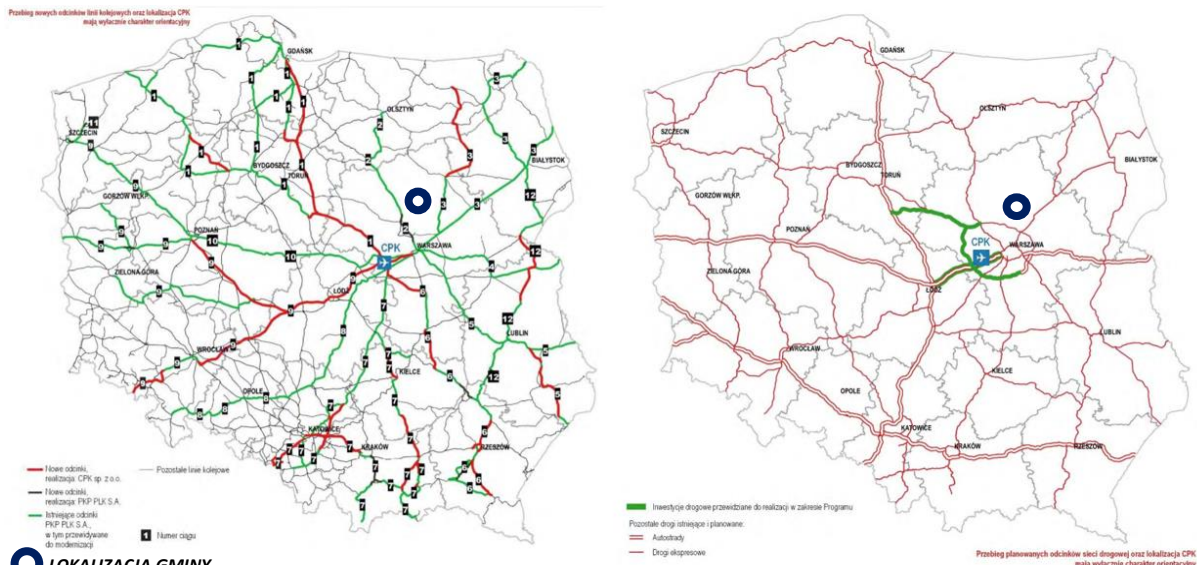 Przebieg nowych odcinków linii kolejowych oraz lokalizacja CPK
mają wyłącznie charakter orientacyjny
GDAŃSK
OLSZTYN
SZCZECIN
BYDGOSZCZ
TORUŃ
BIAŁYSTOK
GORZÓW WLKP.
POZNAŃ
CPK
WARSZAWA
ZIELONA GÓRA
ŁÓDŹ
LUBLIN
WROCŁAW
KIELCE
OPOLE
KATOWICE
KRAKÓW
RZESZÓW
Nowe odcinki,
realizacja: CPK sp. z o.o.
Nowe odcinki,
realizacja: PKP PLK S.A.
Istniejące odcinki
PKP PLK S.A.,
w tym przewidywane
do modernizacji
Pozostałe linie kolejowe
1 Numer ciągu
LOKALIZACJA GMINY
GDAŃSK
OLSZTYN
SZCZECIN
BYDGOSZCZ
TORUŃ
BIAŁYSTOK
GORZÓW WLKP.
POZNAŃ
CPK
WARSZAWA
ZIELONA GÓRA
ŁÓDŹ
LUBLIN
WROCŁAW
KIELCE
OPOLE
KATOWICE
KRAKÓW
RZESZÓW
Inwestycje drogowe przewidziane do realizacji w zakresie Programu
Pozostałe drogi istniejące i planowane:
Autostrady
Drogi ekspresowe
Przebieg planowanych odcinków sieci drogowej oraz lokalizacja CPK
mają wyłącznie charakter orientacyjny